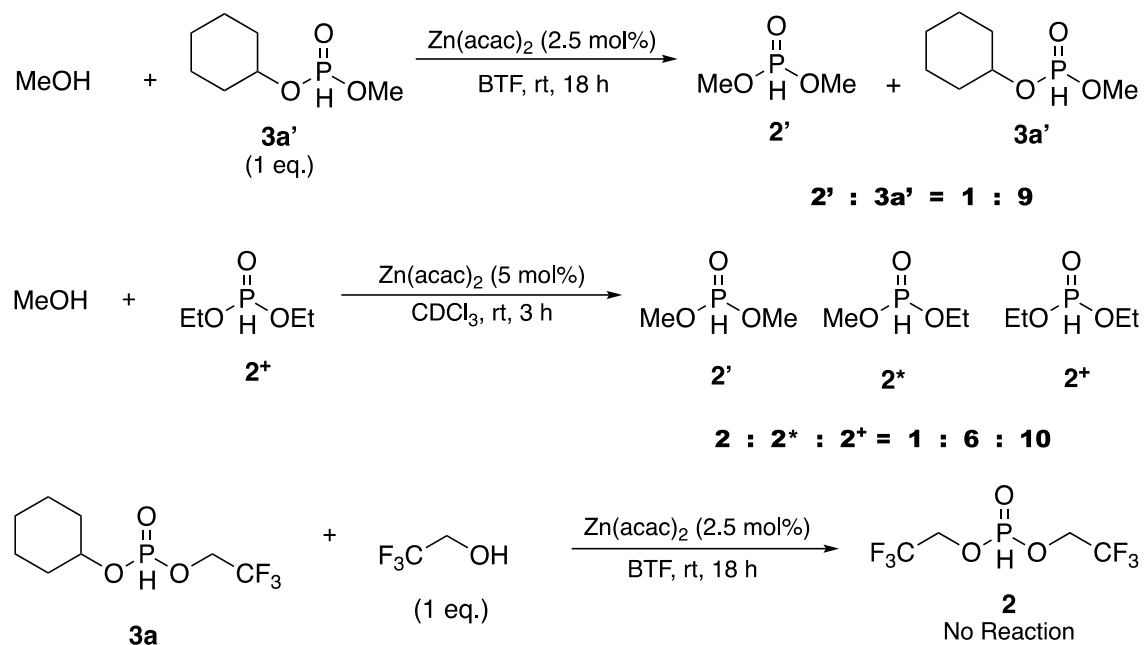 MeOH + O P H O OMe Zn(acac)₂ (2.5 mol%) BTF, rt, 18 h O MeO P H OMe + O P H O OMe
3a’ 2’ 3a’
(1 eq.)
2’ : 3a’ = 1 : 9
MeOH + O EtO P H OEt Zn(acac)₂ (5 mol%) CDCl₃, rt, 3 h O MeO P H OMe O MeO P H OEt O EtO P H OEt
2⁺ 2’ 2* 2⁺
2 : 2* : 2⁺ = 1 : 6 : 10
O O P H O CF₃ + F₃C OH Zn(acac)₂ (2.5 mol%) BTF, rt, 18 h O F₃C O P H O CF₃
(1 eq.) 2
3a No Reaction